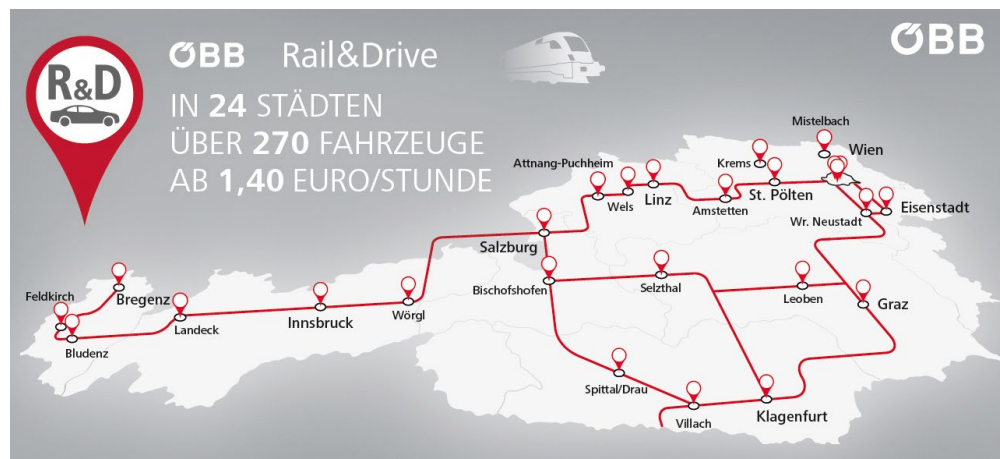 R&D
ÖBB Rail&Drive
IN 24 STÄDTEN
ÜBER 270 FAHRZEUGE
AB 1,40 EURO/STUNDE
ÖBB
Mistelbach
Wien
Krems
Attnang-Puchheim
St. Pölten
Linz
Wels
Amstetten
Eisenstadt
Wr. Neustadt
Salzburg
Bischofshofen
Selzthal
Leoben
Graz
Feldkirch
Bregenz
Bludenz
Landeck
Innsbruck
Wörgl
Spittal/Drau
Villach
Klagenfurt